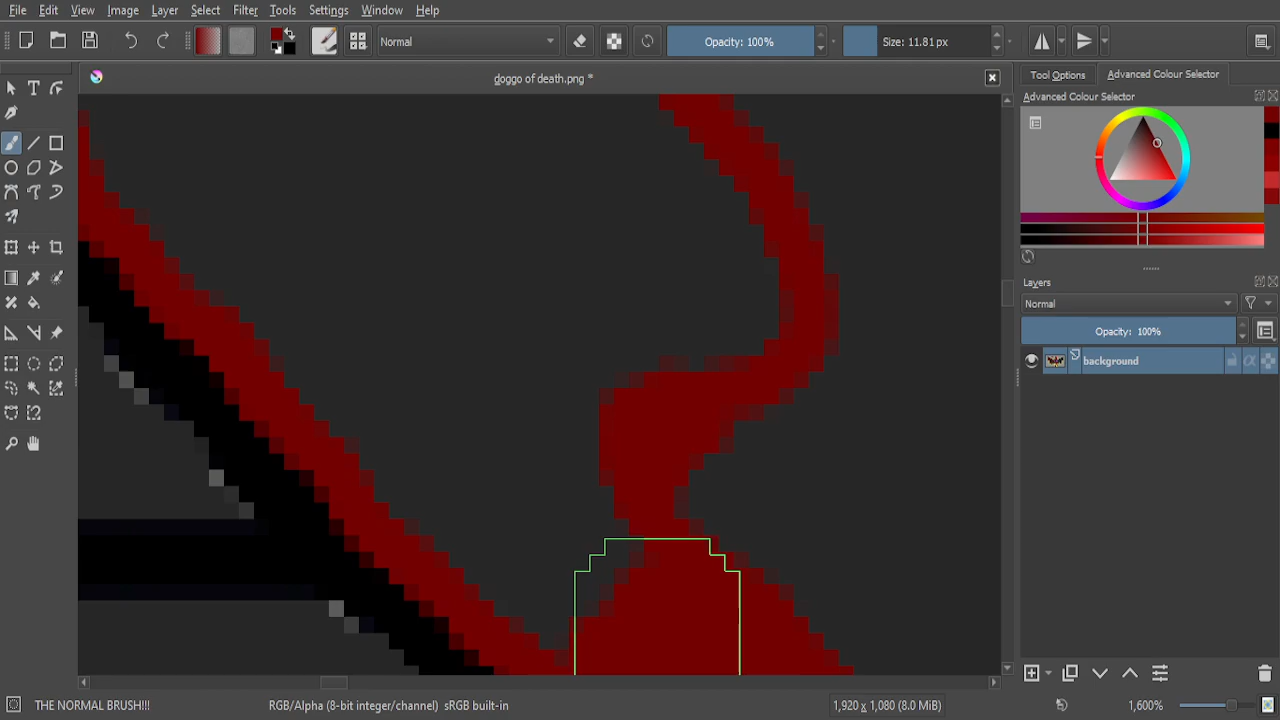 File Edit View Image Layer Select Filter Tools Settings Window Help
Normal Opacity: 100% Size: 11.81 px
doggo of death.png * Tool Options Advanced Colour Selector
Advanced Colour Selector
Layers
Normal
Opacity: 100%
background
THE NORMAL BRUSH!!! RGB/Alpha (8-bit integer/channel) sRGB built-in 1,920 x 1,080 (8.0 MiB) 1,600%